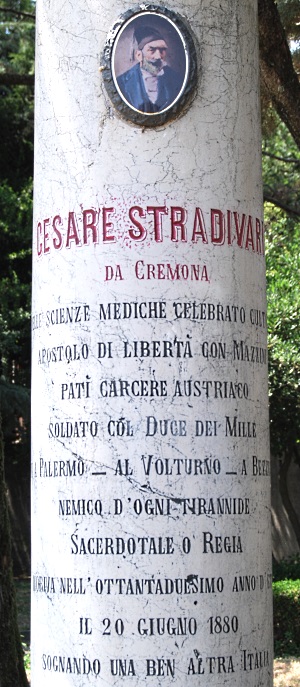 CESARE STRADIVARI
DA CREMONA
SCIENZE MEDICHE CELEBRATO
APOSTOLO DI LIBERTÀ CON MAZZINI
PATÌ CARCERE AUSTRIACO
SOLDATO COL DUCE DEI MILLE
A PALERMO _ AL VOLTURNO _ A
NEMICO D'OGNI TIRANNIDE
SACERDOTALE O' REGIA
NELL'OTTANTADUESIMO ANNO D
IL 20 GIUGNO 1880
SOGNANDO UNA BEN ALTRA ITALIA